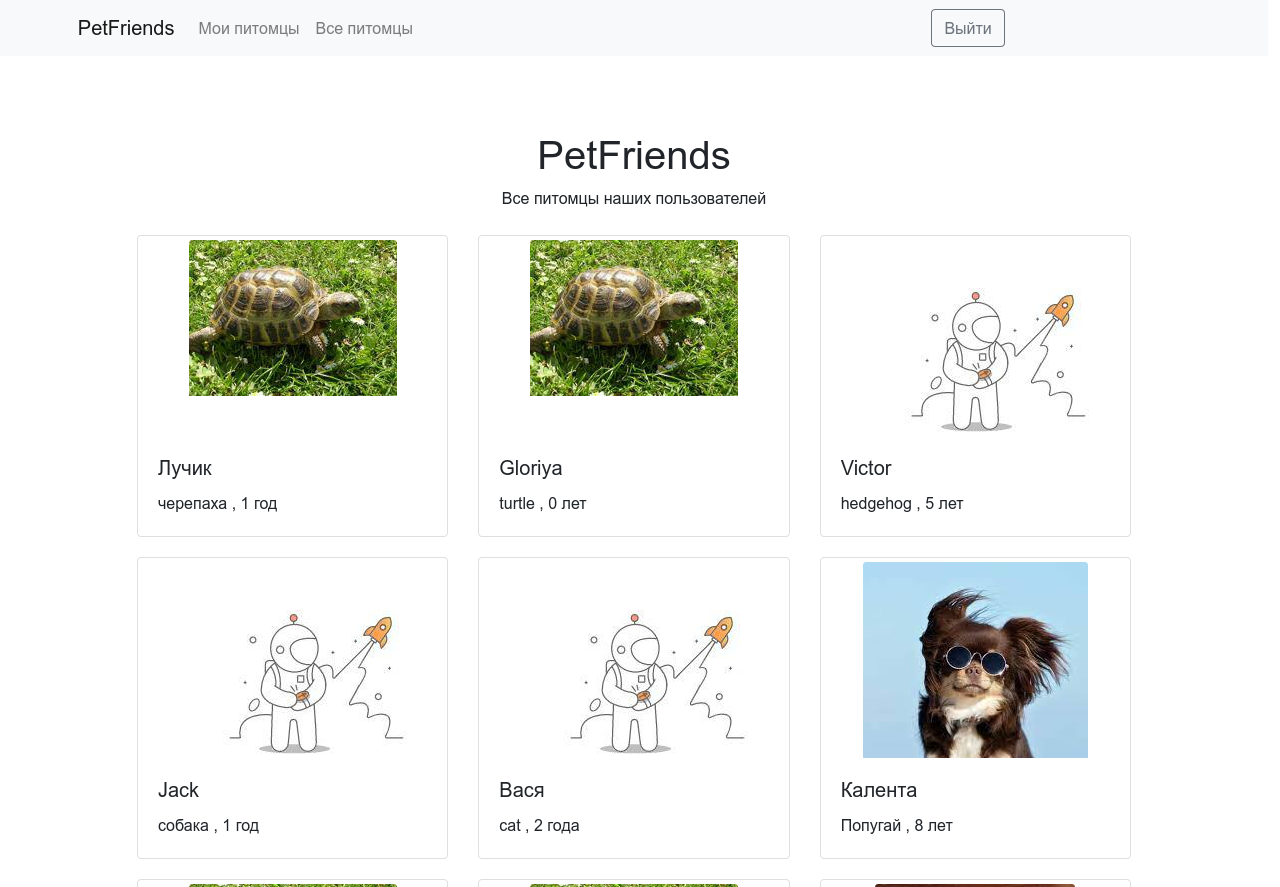 PetFriends Мои питомцы Все питомцы Выйти
PetFriends
Все питомцы наших пользователей
Лучик
черепаха , 1 год
Gloriya
turtle , 0 лет
Victor
hedgehog , 5 лет
Jack
собака , 1 год
Вася
cat , 2 года
Калента
Попугай , 8 лет